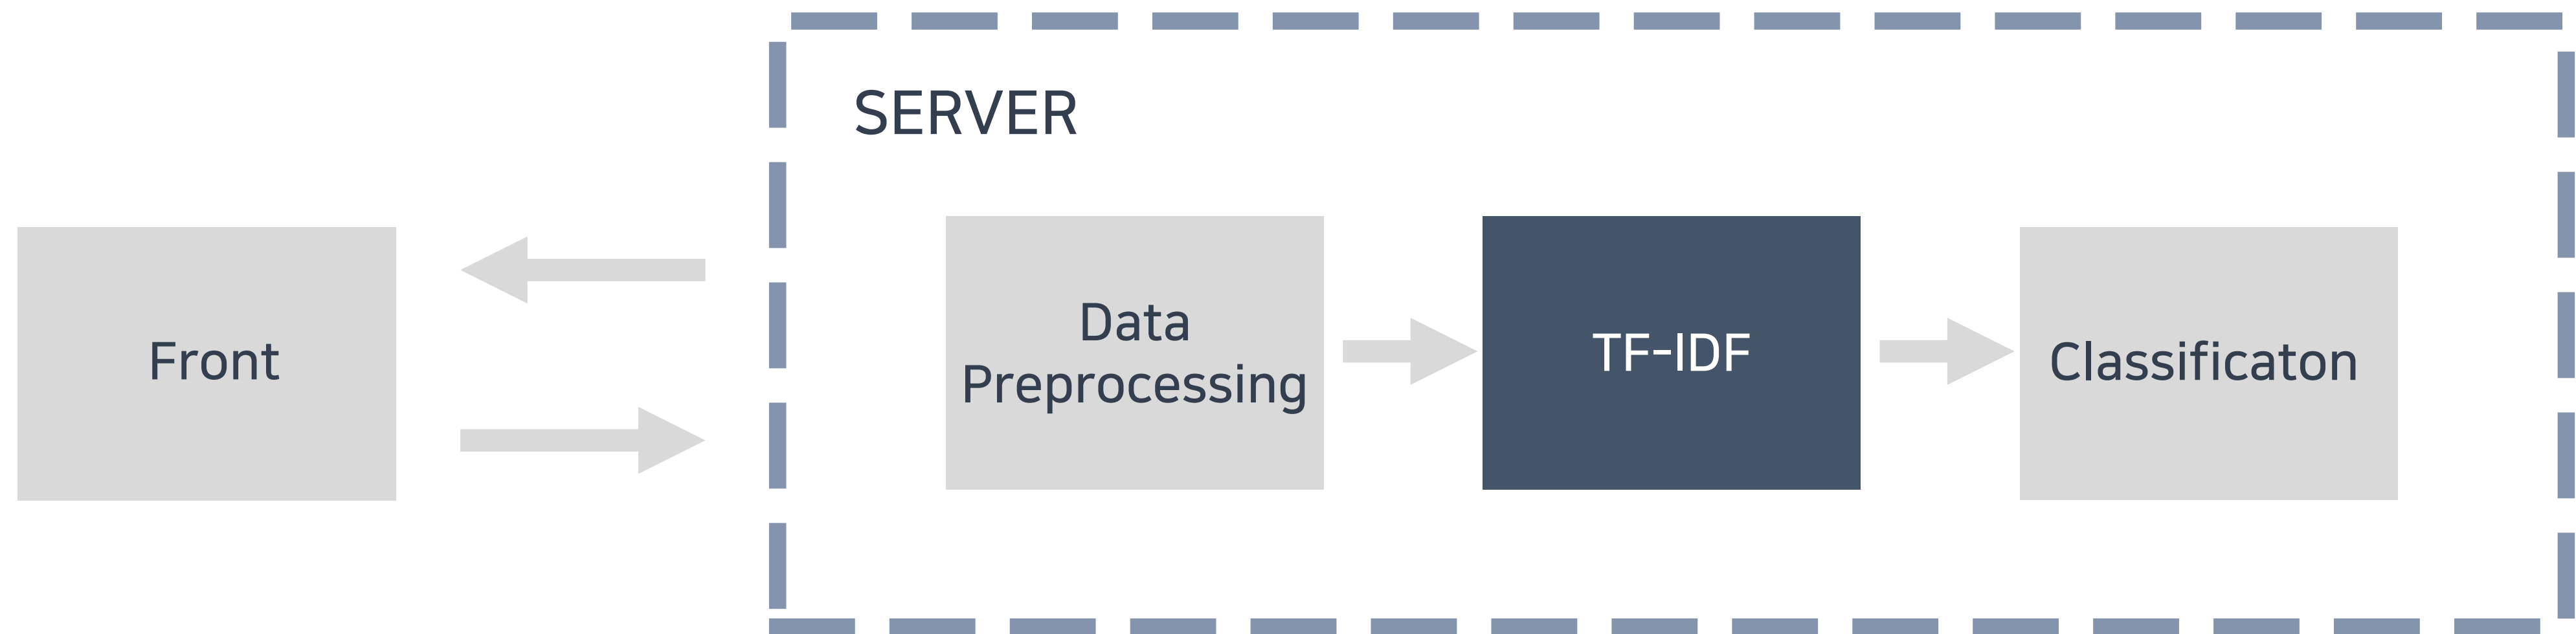 SERVER
Front
Data
Preprocessing
TF-IDF
Classificaton